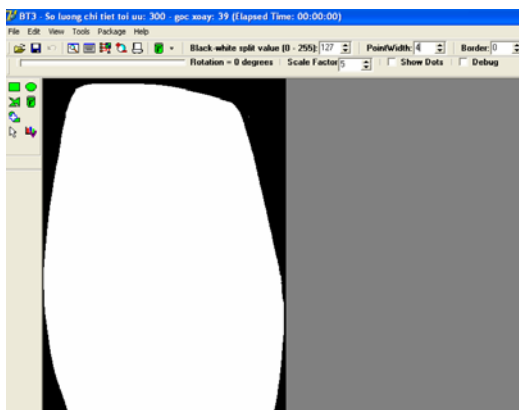 BT3 - So luong chi tiet toi uu: 300 - goc xoay: 39 (Elapsed Time: 00:00:00)
File Edit View Tools Package Help
Black-white split value (0 - 255): 127 PointWidth: 4 Border: 0
Rotation = 0 degrees Scale Factor 5 Show Dots Debug